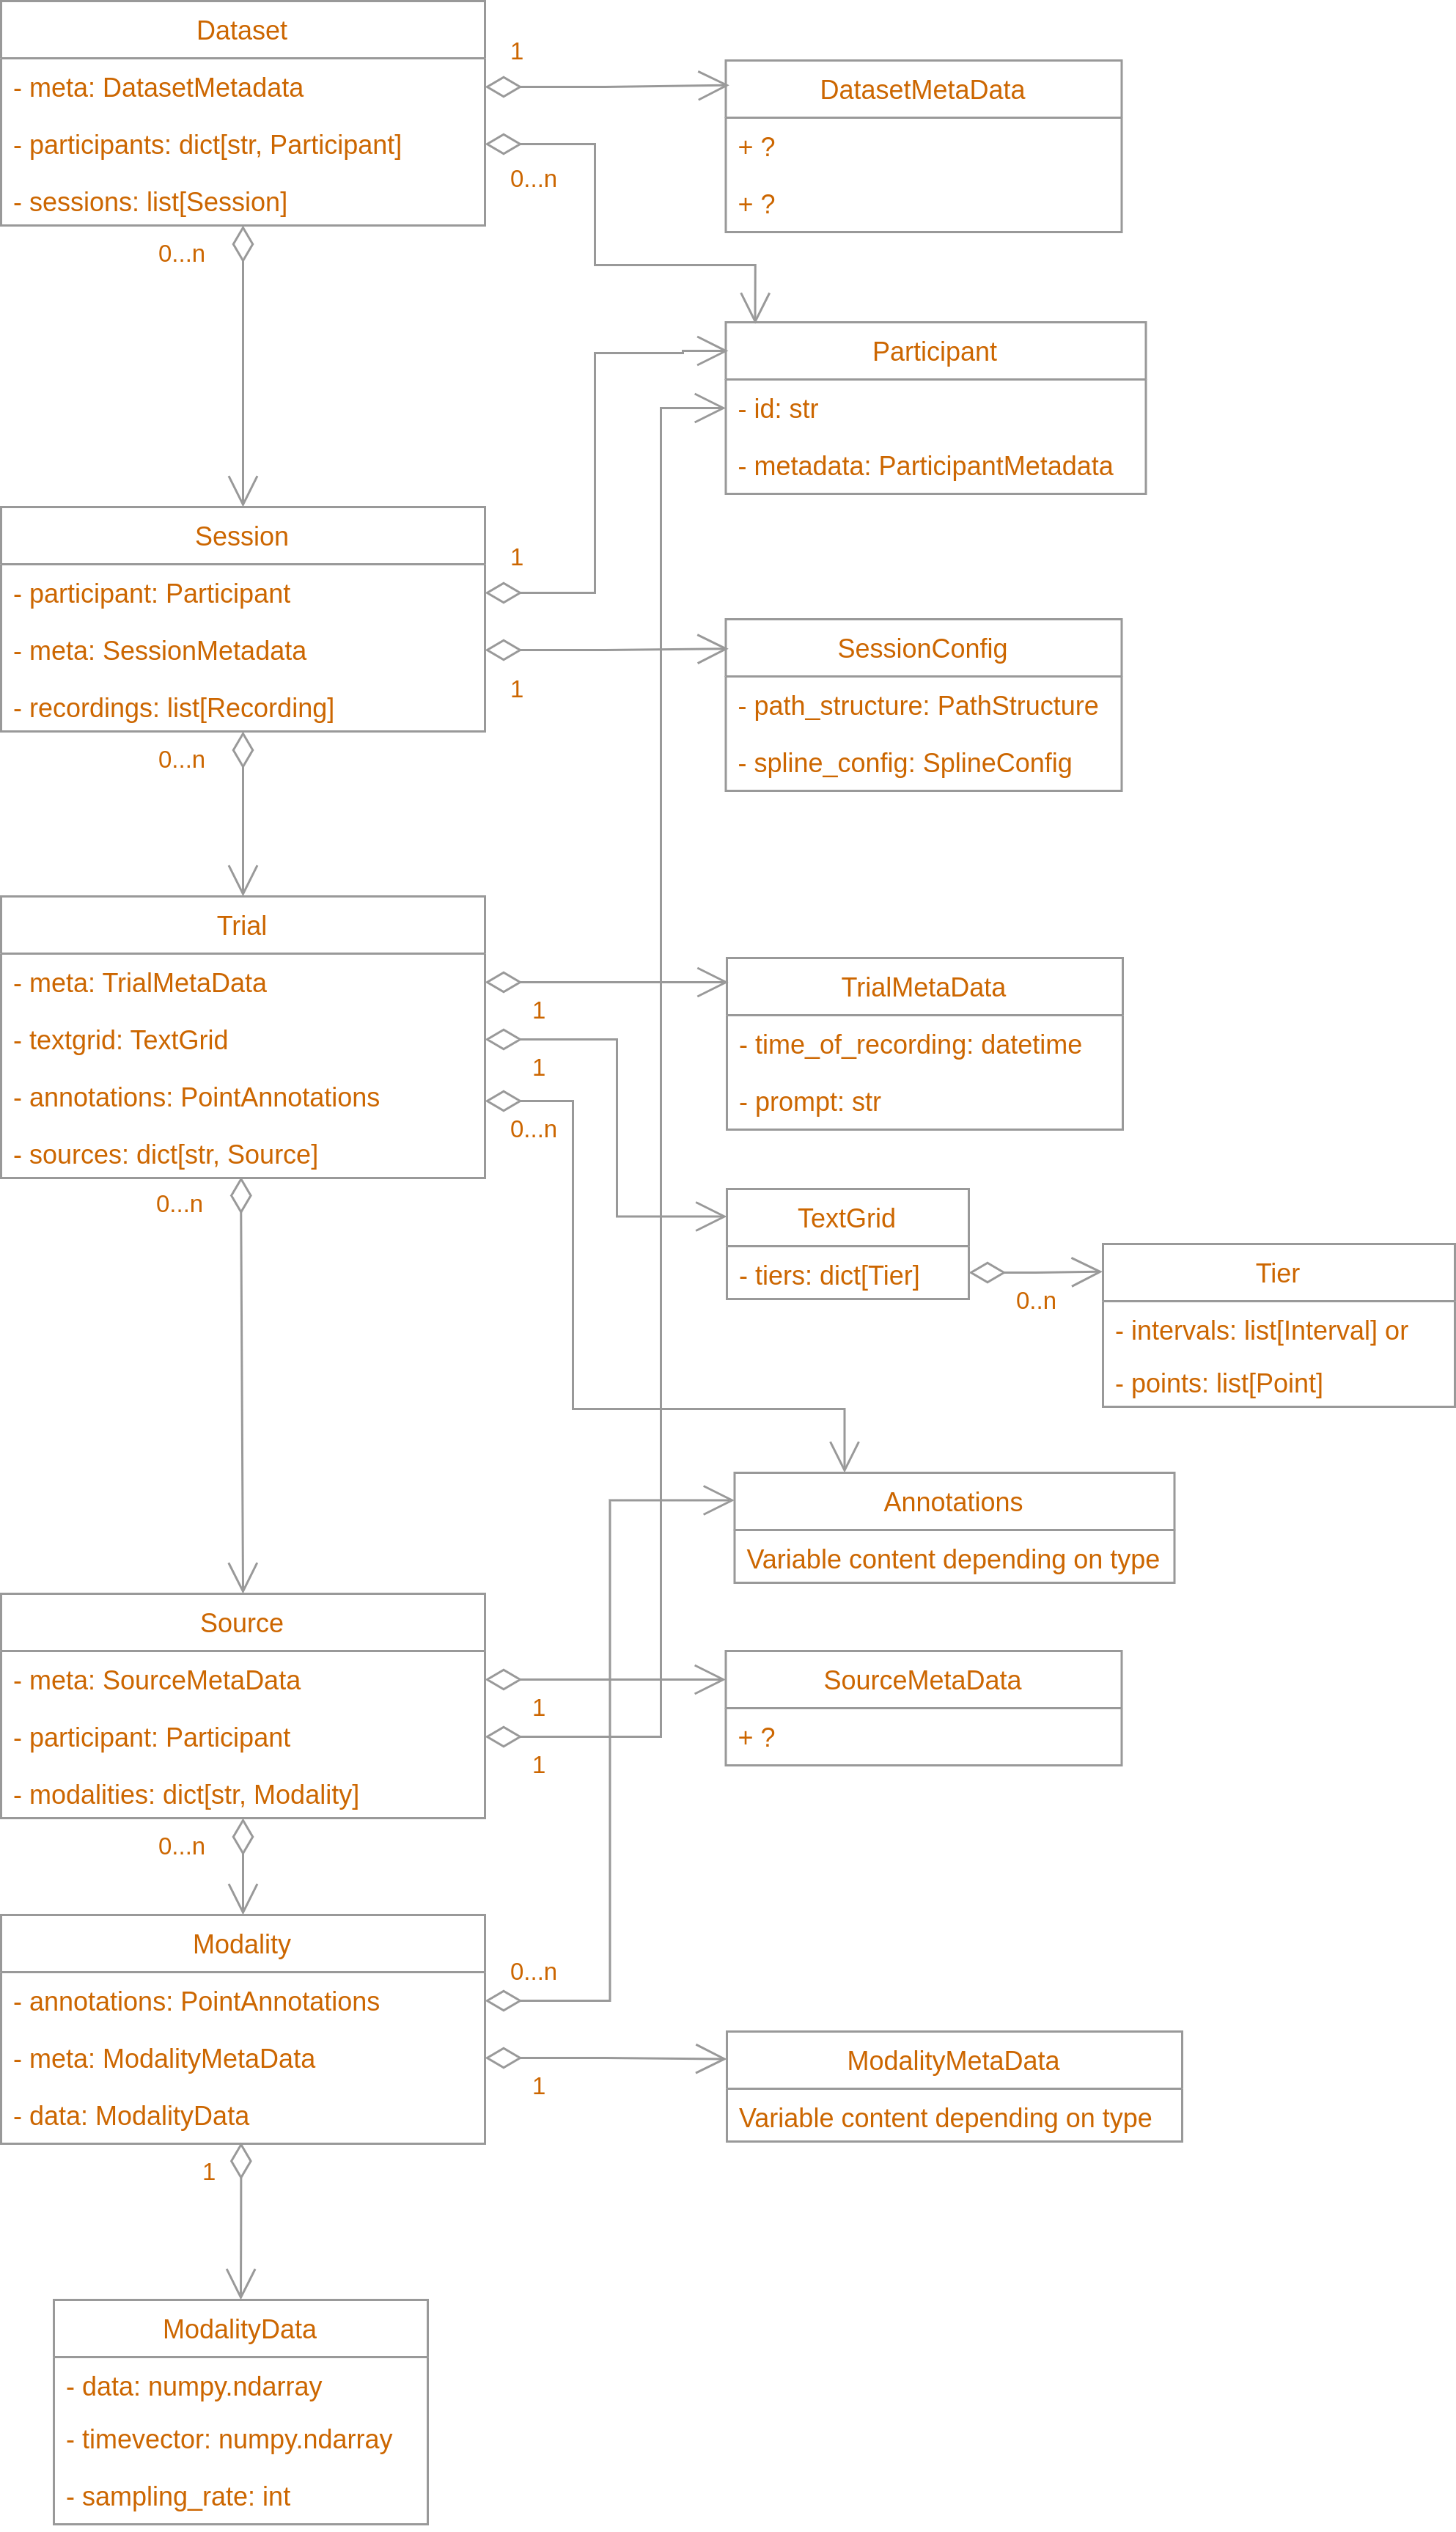 Dataset
- meta: DatasetMetadata
- participants: dict[str, Participant]
- sessions: list[Session]
1
0...n
0...n
DatasetMetaData
+ ?
+ ?
Participant
- id: str
- metadata: ParticipantMetadata
Session
- participant: Participant
- meta: SessionMetadata
- recordings: list[Recording]
1
1
0...n
SessionConfig
- path_structure: PathStructure
- spline_config: SplineConfig
Trial
- meta: TrialMetaData
- textgrid: TextGrid
- annotations: PointAnnotations
- sources: dict[str, Source]
1
1
0...n
0...n
TrialMetaData
- time_of_recording: datetime
- prompt: str
TextGrid
- tiers: dict[Tier]
0..n
Tier
- intervals: list[Interval] or
- points: list[Point]
Annotations
Variable content depending on type
Source
- meta: SourceMetaData
- participant: Participant
- modalities: dict[str, Modality]
1
1
0...n
SourceMetaData
+ ?
Modality
- annotations: PointAnnotations
- meta: ModalityMetaData
- data: ModalityData
0...n
1
1
ModalityMetaData
Variable content depending on type
ModalityData
- data: numpy.ndarray
- timevector: numpy.ndarray
- sampling_rate: int